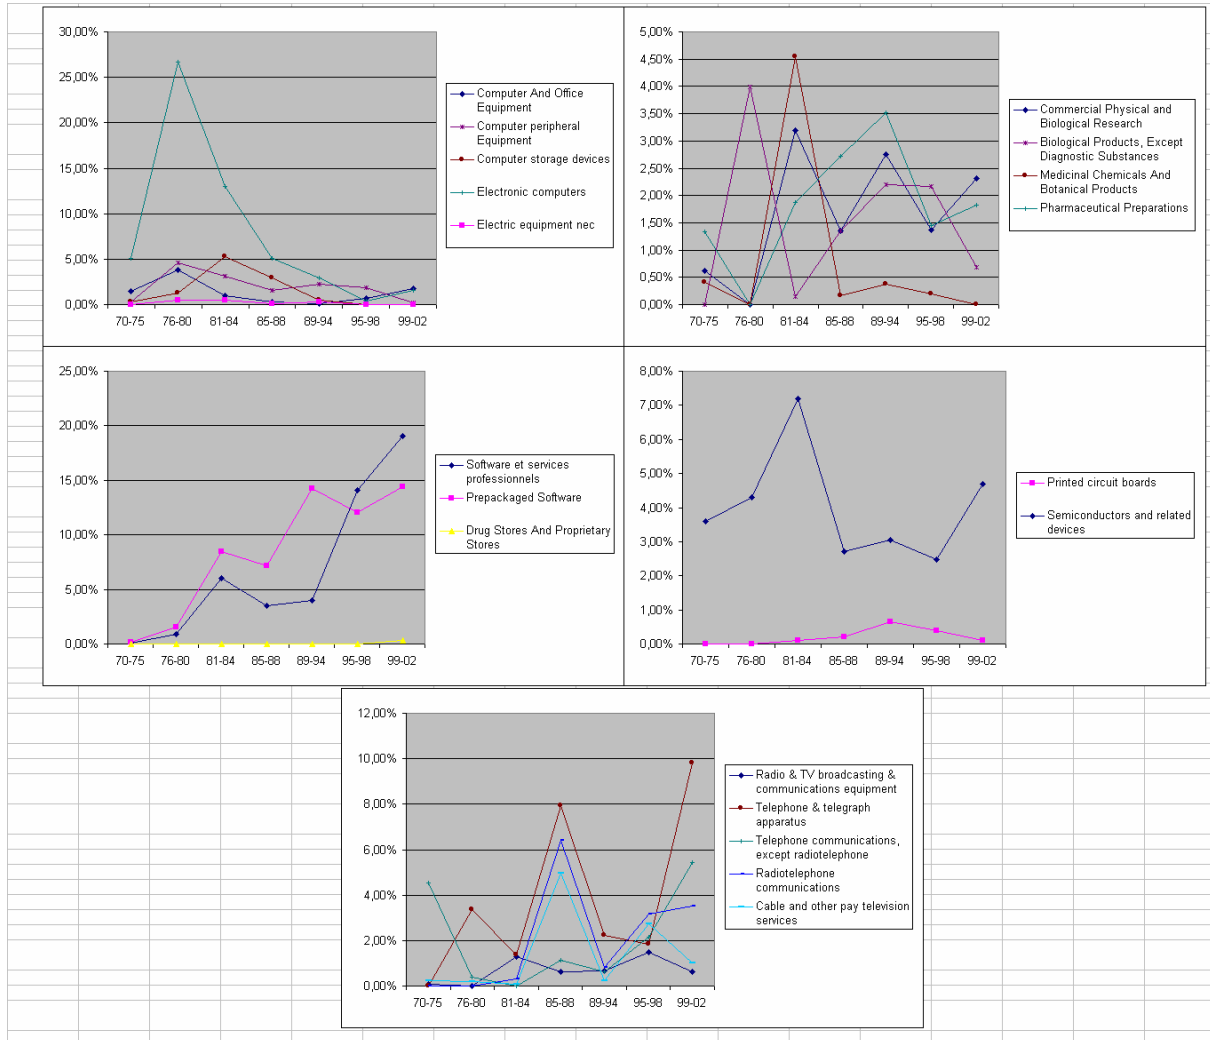 30,00%
25,00%
20,00%
15,00%
10,00%
5,00%
0,00%
70-75 76-80 81-84 85-88 89-94 95-98 99-02
Computer And Office
Equipment
Computer peripheral
Equipment
Computer storage devices
Electronic computers
Electric equipment nec
5,00%
4,50%
4,00%
3,50%
3,00%
2,50%
2,00%
1,50%
1,00%
0,50%
0,00%
70-75 76-80 81-84 85-88 89-94 95-98 99-02
Commercial Physical and
Biological Research
Biological Products, Except
Diagnostic Substances
Medicinal Chemicals And
Botanical Products
Pharmaceutical Preparations
25,00%
20,00%
15,00%
10,00%
5,00%
0,00%
70-75 76-80 81-84 85-88 89-94 95-98 99-02
Software et services
professionnels
Prepackaged Software
Drug Stores And Proprietary
Stores
8,00%
7,00%
6,00%
5,00%
4,00%
3,00%
2,00%
1,00%
0,00%
70-75 76-80 81-84 85-88 89-94 95-98 99-02
Printed circuit boards
Semiconductors and related
devices
12,00%
10,00%
8,00%
6,00%
4,00%
2,00%
0,00%
70-75 76-80 81-84 85-88 89-94 95-98 99-02
Radio & TV broadcasting &
communications equipment
Telephone & telegraph
apparatus
Telephone communications,
except radiotelephone
Radiotelephone
communications
Cable and other pay television
services